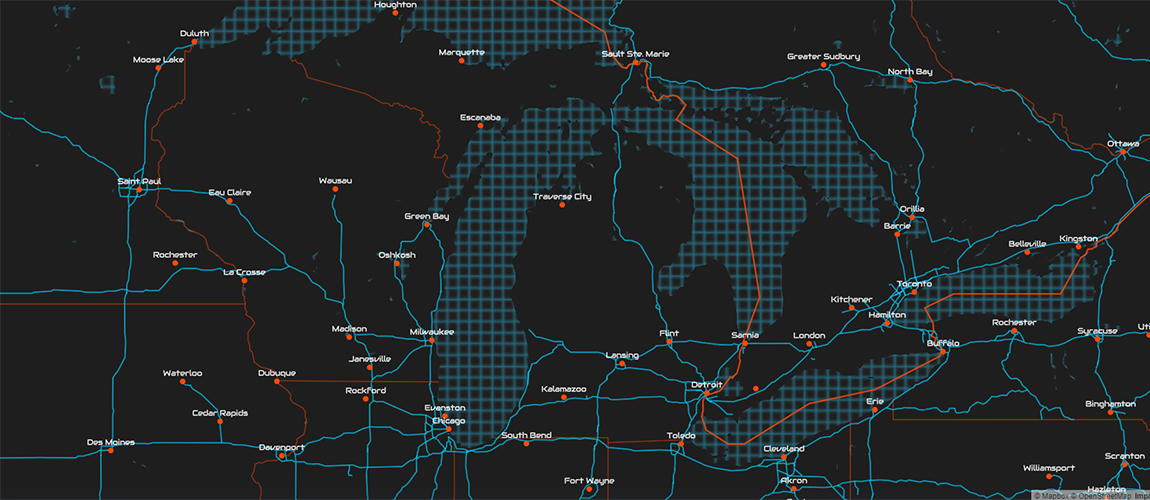 Houghton
Duluth
Marquette
Sault Ste. Marie
Moose Lake
Greater Sudbury
North Bay
Escanaba
Ottawa
Saint Paul
Wausau
Eau Claire
Traverse City
Orillia
Green Bay
Barrie
Kingston
Belleville
Rochester
Oshkosh
La Crosse
Toronto
Kitchener
Hamilton
Rochester
Madison
Milwaukee
Flint
Sarnia
London
Syracuse
Uti
Buffalo
Janesville
Lansing
Waterloo
Dubuque
Detroit
Rockford
Kalamazoo
Erie
Binghamton
Cedar Rapids
Evanston
Chicago
Des Moines
Davenport
South Bend
Toledo
Cleveland
Scranton
Williamsport
Fort Wayne
Akron
Hazleton
© Mapbox © OpenStreetMap Impr